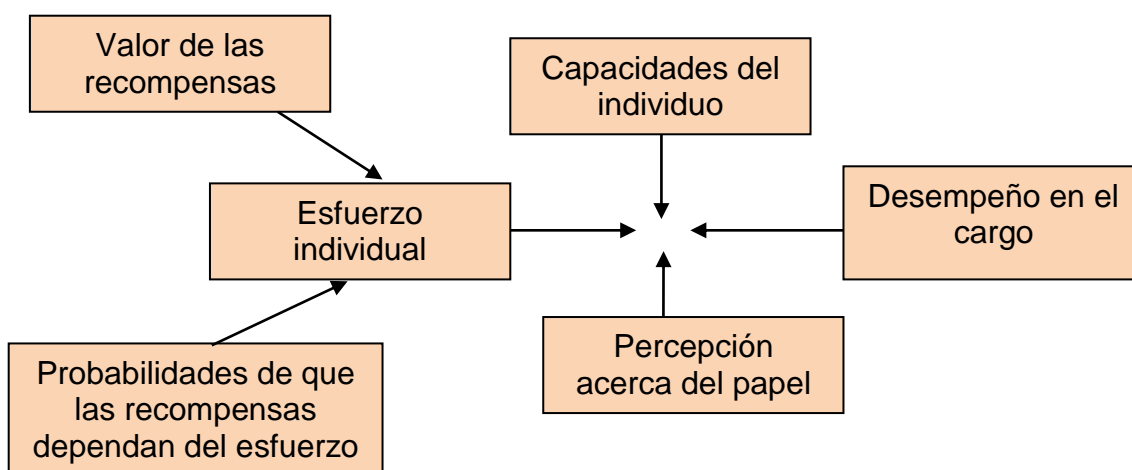 Valor de las
recompensas
Capacidades del
individuo
Esfuerzo
individual
Desempeño en el
cargo
Percepción
acerca del papel
Probabilidades de que
las recompensas
dependan del esfuerzo